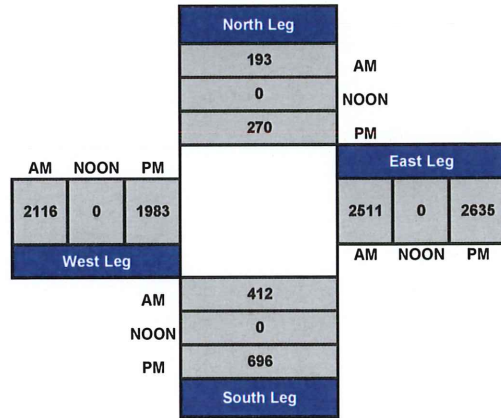 North Leg
193 AM
0 NOON
270 PM
AM NOON PM
East Leg
2116 0 1983
2511 0 2635
West Leg
AM NOON PM
AM 412
NOON 0
PM 696
South Leg